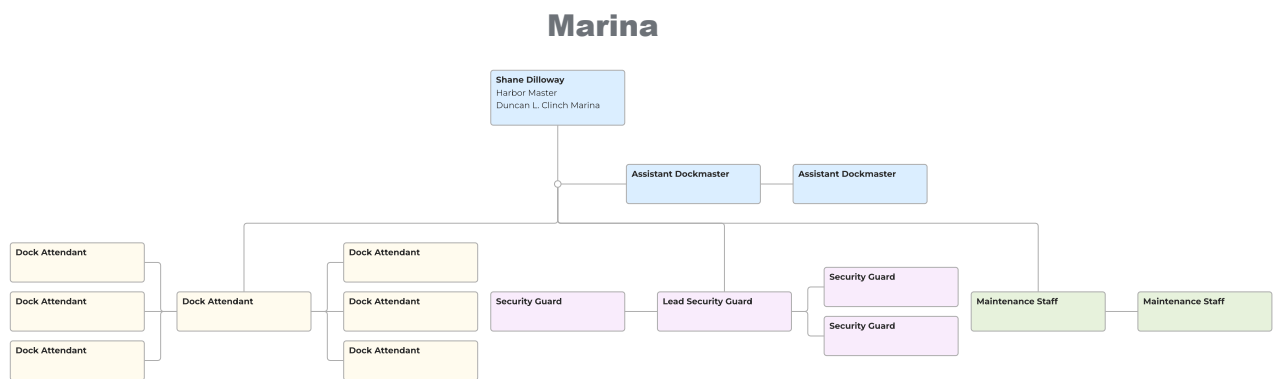 Marina
Shane Dilloway
Harbor Master
Duncan L. Clinch Marina
Assistant Dockmaster
Assistant Dockmaster
Dock Attendant
Dock Attendant
Dock Attendant
Dock Attendant
Dock Attendant
Dock Attendant
Dock Attendant
Security Guard
Lead Security Guard
Security Guard
Security Guard
Maintenance Staff
Maintenance Staff